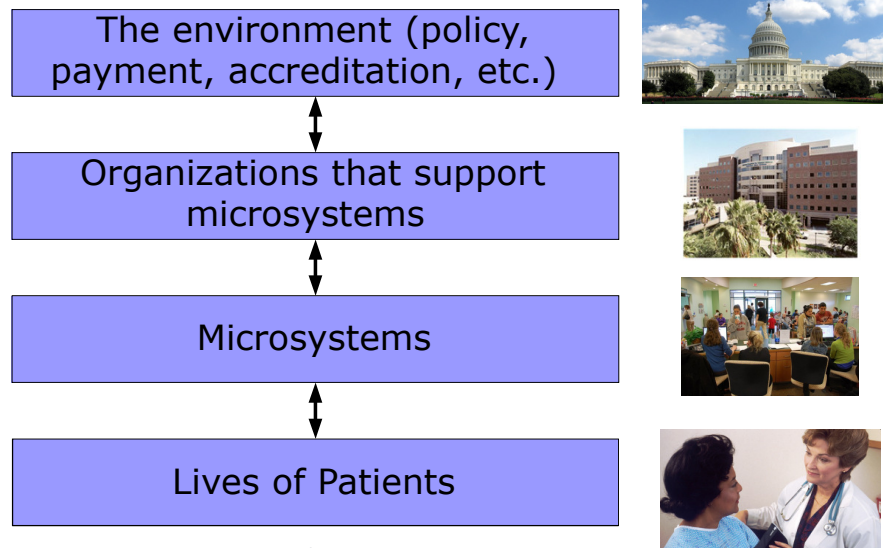 The environment (policy,
payment, accreditation, etc.)
Organizations that support
microsystems
Microsystems
Lives of Patients